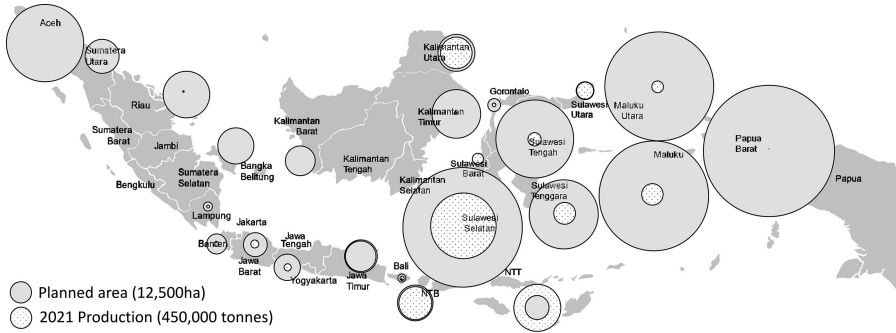 Aceh
Sumatera
Utara
Riau
Sumatera
Barat
Jambi
Bengkulu
Sumatera
Selatan
Bangka
Belitung
Lampung
Banten
Jakarta
Jawa
Barat
Jawa
Tengah
Yogyakarta
Jawa
Timur
Bali
NTB
NTT
Kalimantan
Barat
Kalimantan
Tengah
Kalimantan
Selatan
Kalimantan
Timur
Kalimantan
Utara
Gorontalo
Sulawesi
Utara
Sulawesi
Tengah
Sulawesi
Barat
Sulawesi
Selatan
Sulawesi
Tenggara
Maluku
Utara
Maluku
Papua
Barat
Papua
Planned area (12,500ha)
2021 Production (450,000 tonnes)